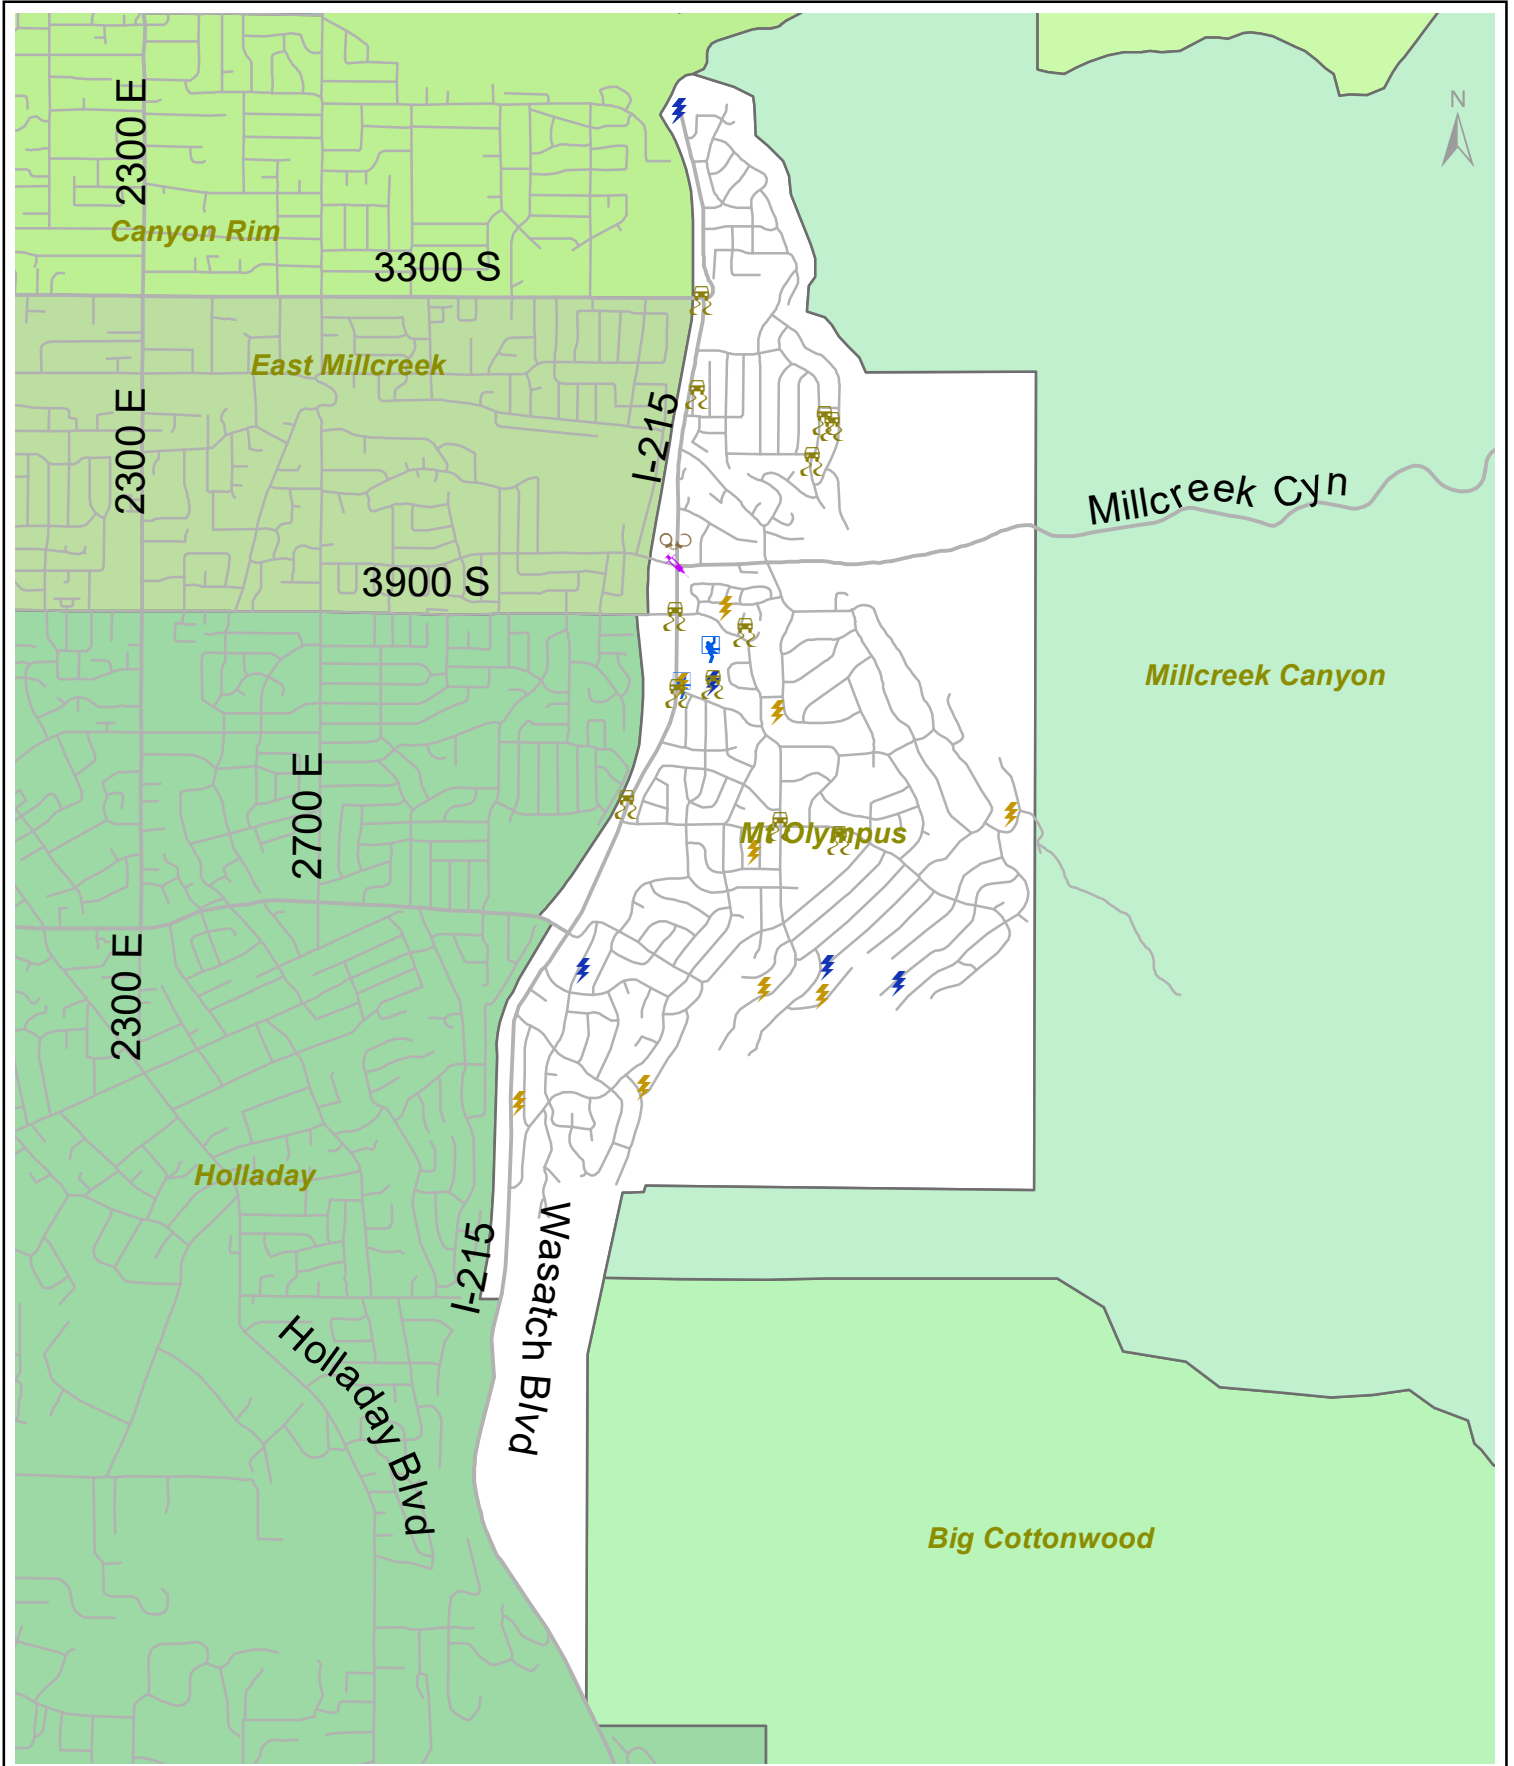 N
2300 E
Canyon Rim
3300 S
East Millcreek
2300 E
I-215
Millcreek Cyn
3900 S
Millcreek Canyon
2700 E
Mt Olympus
2300 E
Holladay
I-215
Wasatch Blvd
Holladay Blvd
Big Cottonwood